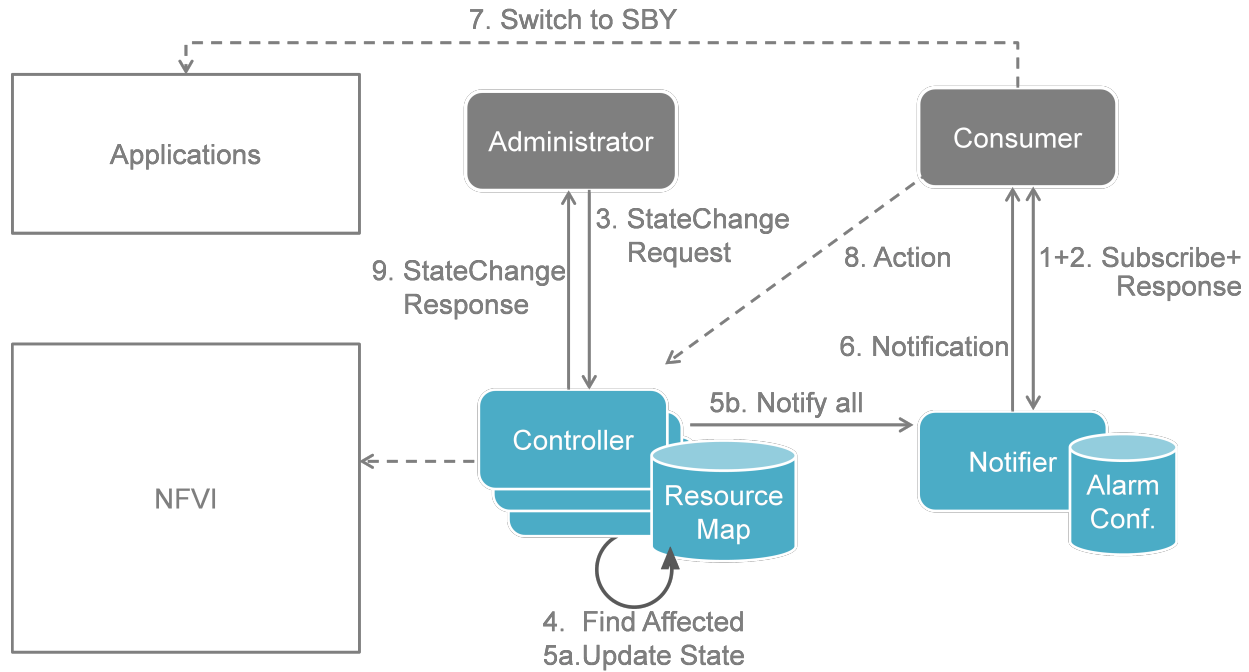 7. Switch to SBY
Applications
Administrator
Consumer
3. StateChange
Request
9. StateChange
Response
8. Action
1+2. Subscribe+
Response
6. Notification
5b. Notify all
Controller
Resource
Map
Notifier
Alarm
Conf.
NFVI
4. Find Affected
5a.Update State